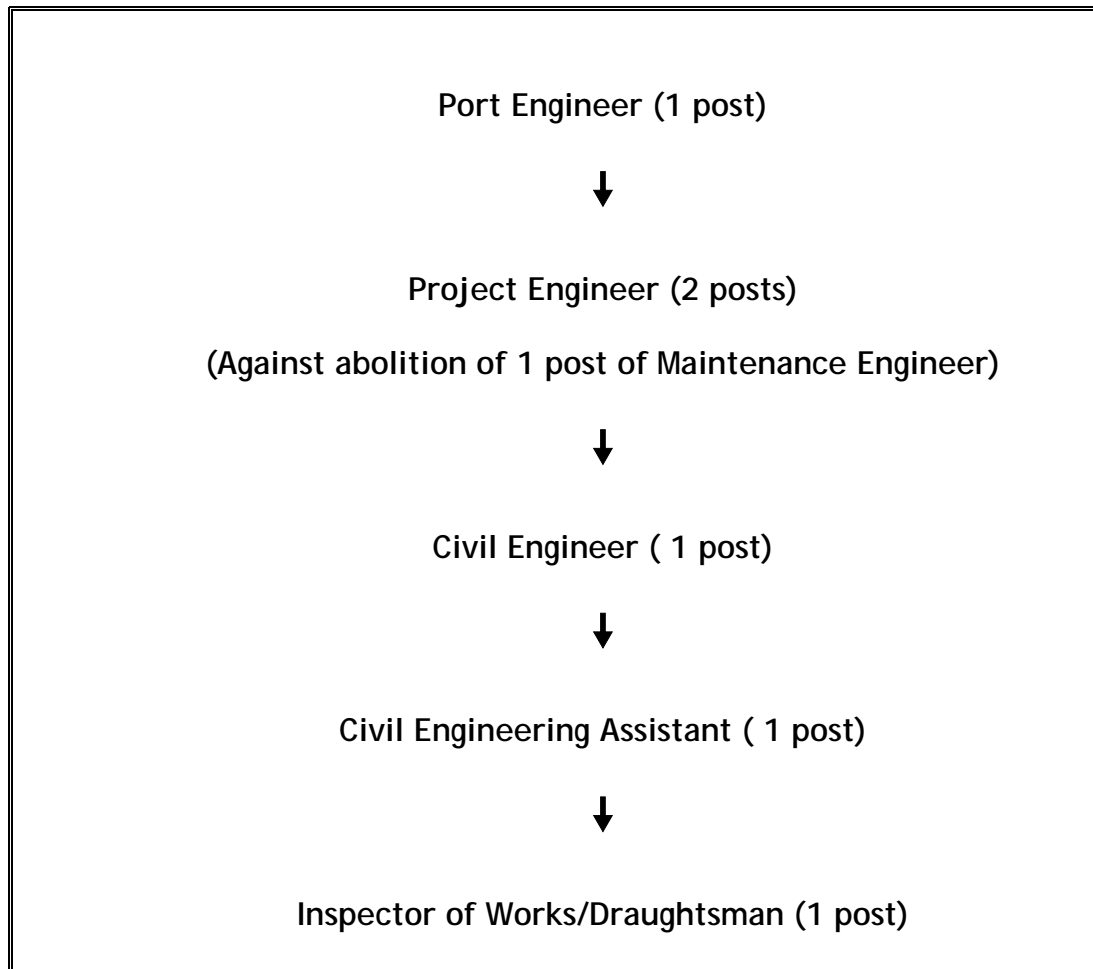 Port Engineer (1 post)
Project Engineer (2 posts)
(Against abolition of 1 post of Maintenance Engineer)
Civil Engineer ( 1 post)
Civil Engineering Assistant ( 1 post)
Inspector of Works/Draughtsman (1 post)